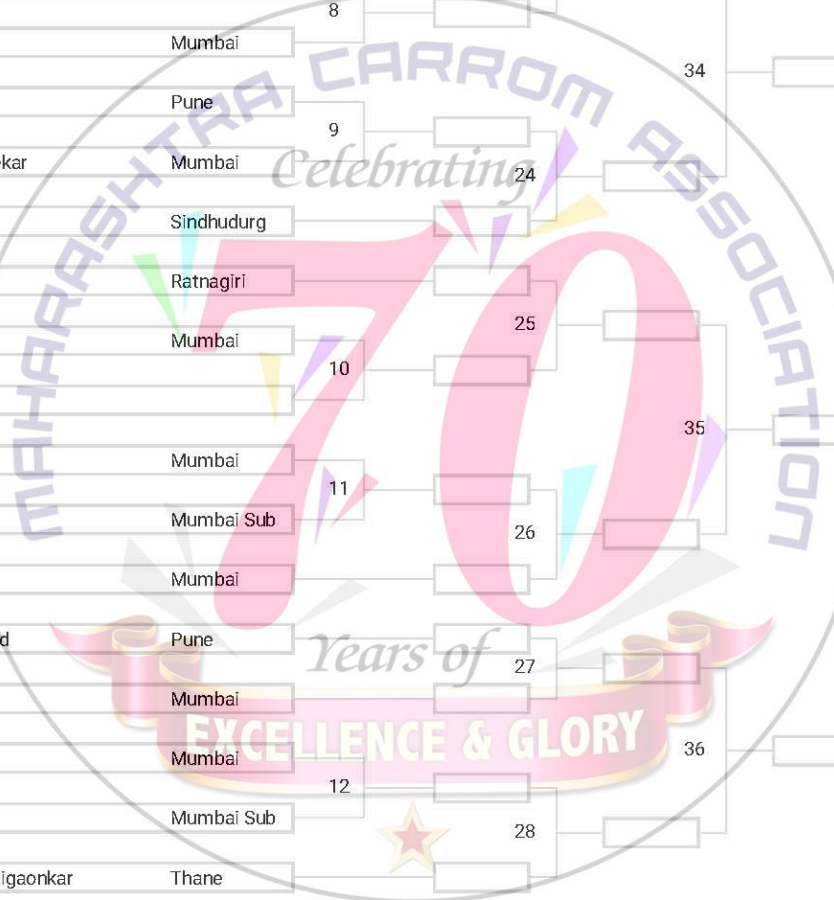 8
Mumbai
34
MAHARASHTRA CARROM ASSOCIATION
Pune
9
kar Mumbai
Celebrating
24
Sindhudurg
70
Ratnagiri
25
Mumbai
10
35
Mumbai
11
Mumbai Sub
26
Mumbai
d Pune
Years of
27
Mumbai
EXCELLENCE & GLORY
36
Mumbai
12
Mumbai Sub
28
igaonkar Thane